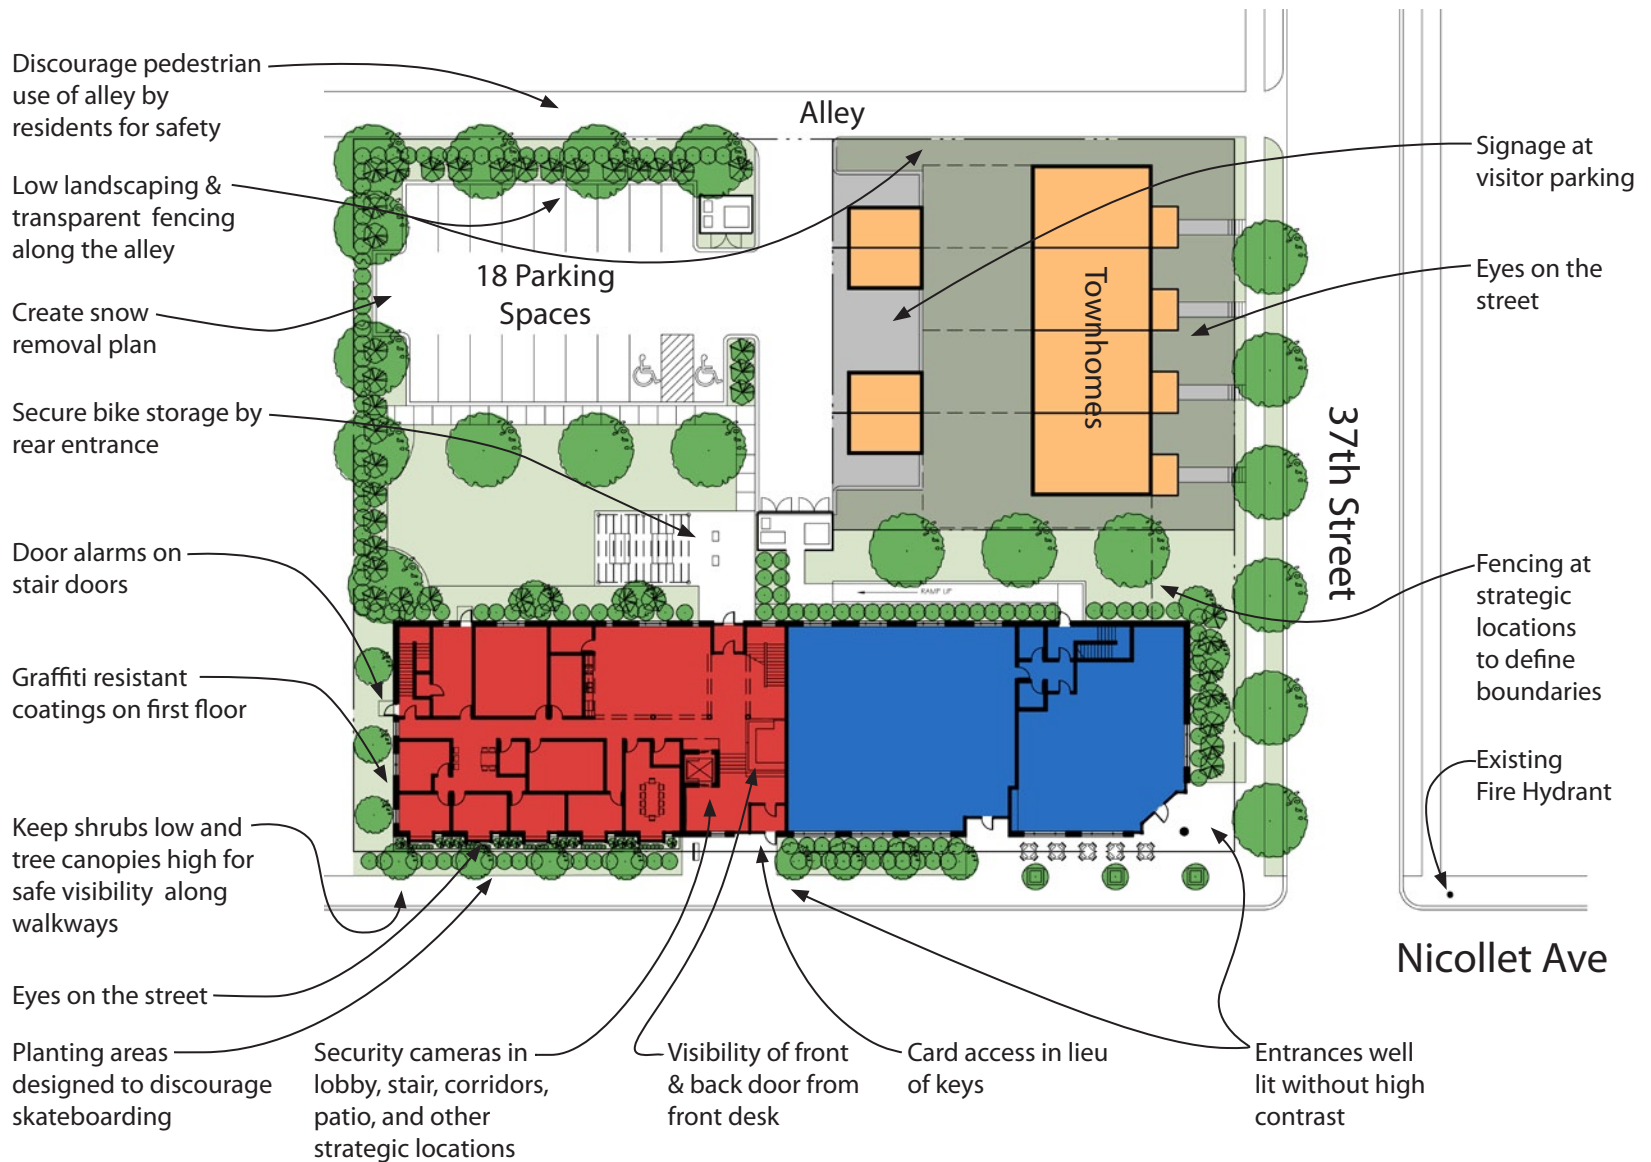 Discourage pedestrian
use of alley by
residents for safety
Low landscaping &
transparent fencing
along the alley
Create snow
removal plan
Secure bike storage by
rear entrance
Door alarms on
stair doors
Graffiti resistant
coatings on first floor
Keep shrubs low and
tree canopies high for
safe visibility along
walkways
Eyes on the street
Planting areas
designed to discourage
skateboarding
Alley
18 Parking
Spaces
Townhomes
RAMP UP
37th Street
Signage at
visitor parking
Eyes on the
street
Fencing at
strategic
locations
to define
boundaries
Existing
Fire Hydrant
Nicollet Ave
Security cameras in
lobby, stair, corridors,
patio, and other
strategic locations
Visibility of front
& back door from
front desk
Card access in lieu
of keys
Entrances well
lit without high
contrast